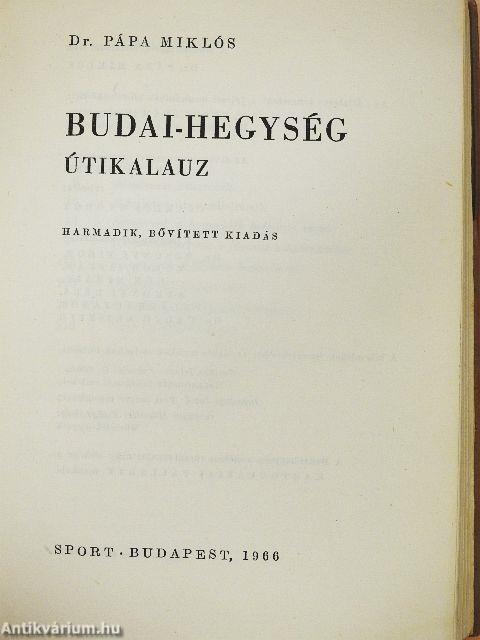 Dr. PÁPA MIKLÓS
BUDAI-HEGYSÉG
ÚTIKALAUZ
HARMADIK, BŐVÍTETT KIADÁS
SPORT · BUDAPEST, 1966
Antikvárium.hu